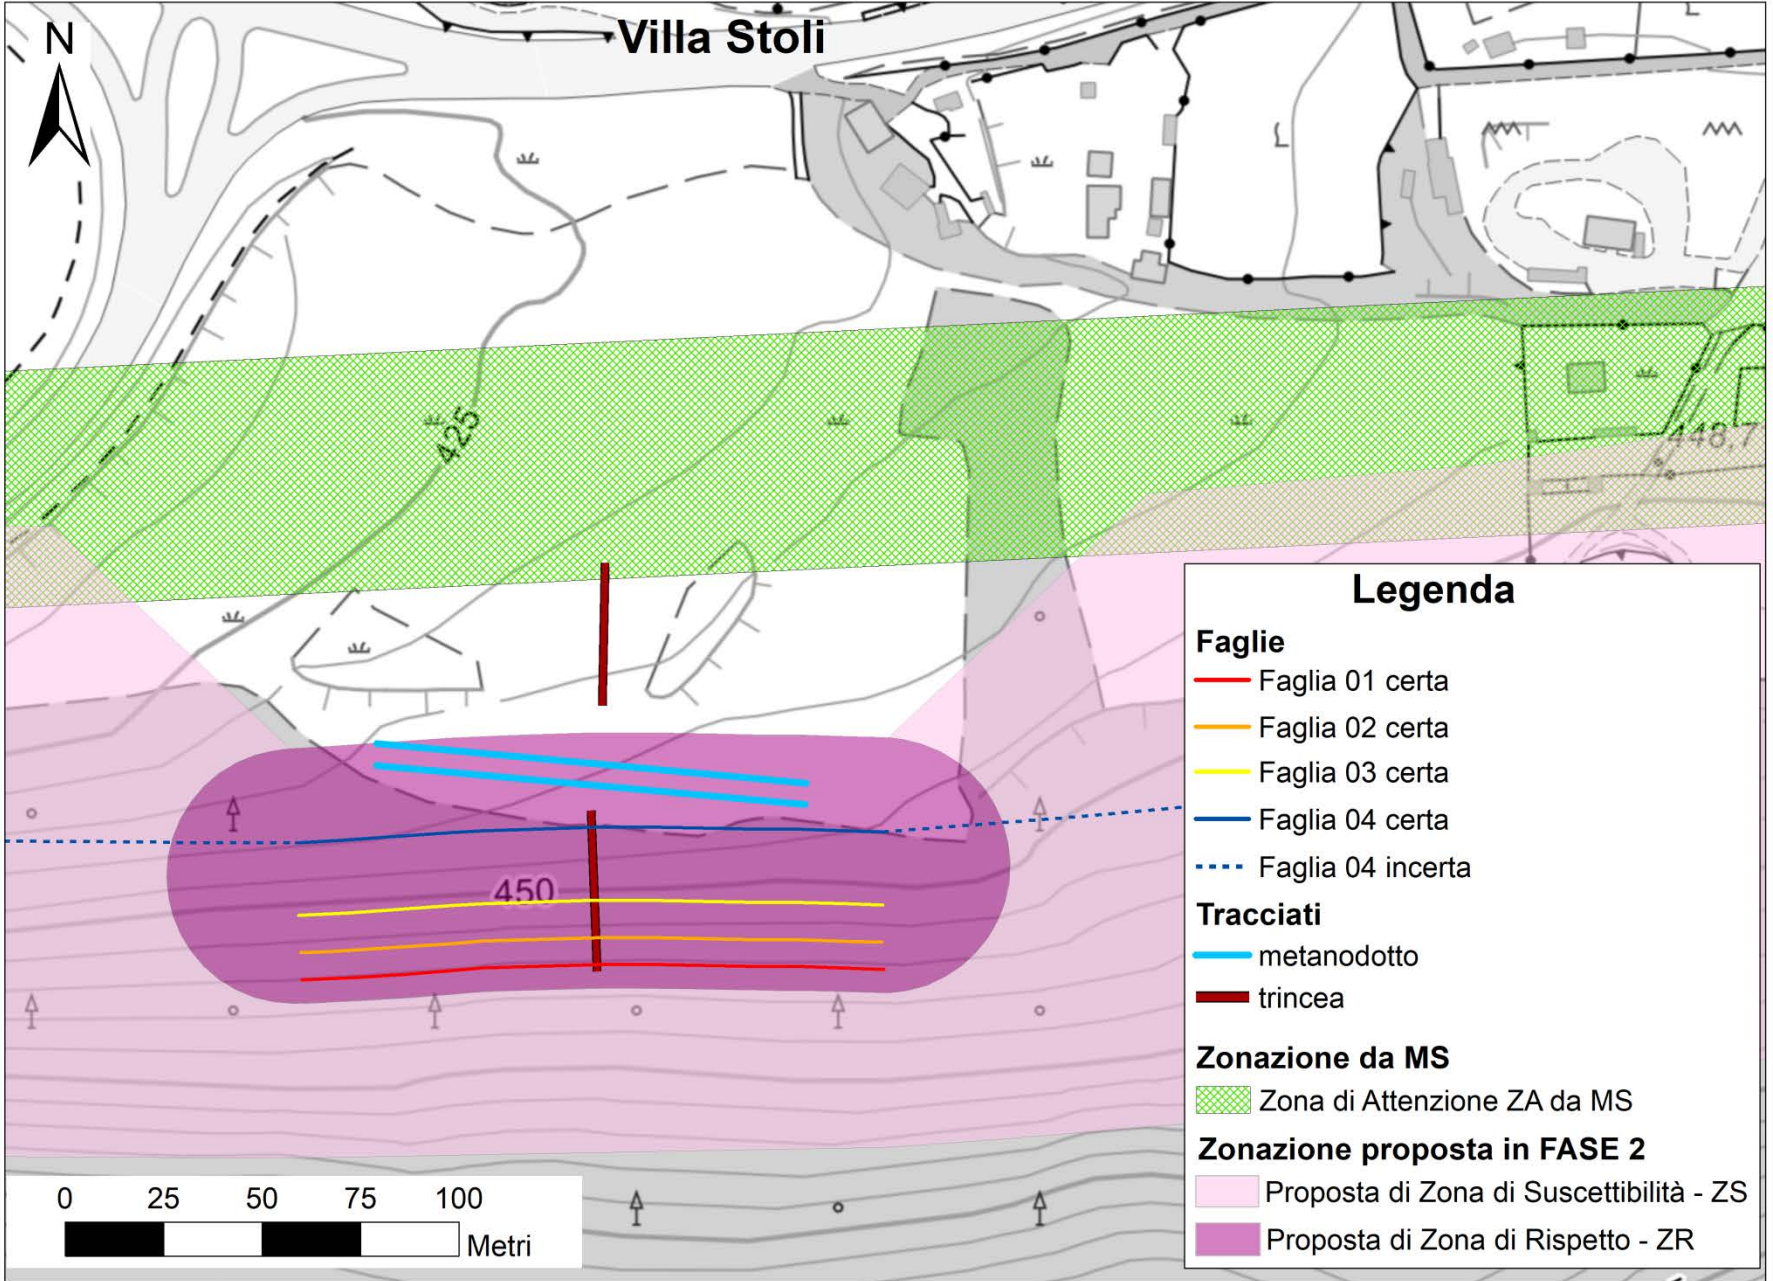 N
Villa Stoli
425
448,7
450
Legenda
Faglie
Faglia 01 certa
Faglia 02 certa
Faglia 03 certa
Faglia 04 certa
Faglia 04 incerta
Tracciati
metanodotto
trincea
Zonazione da MS
Zona di Attenzione ZA da MS
Zonazione proposta in FASE 2
Proposta di Zona di Suscettibilità - ZS
Proposta di Zona di Rispetto - ZR
0 25 50 75 100
Metri